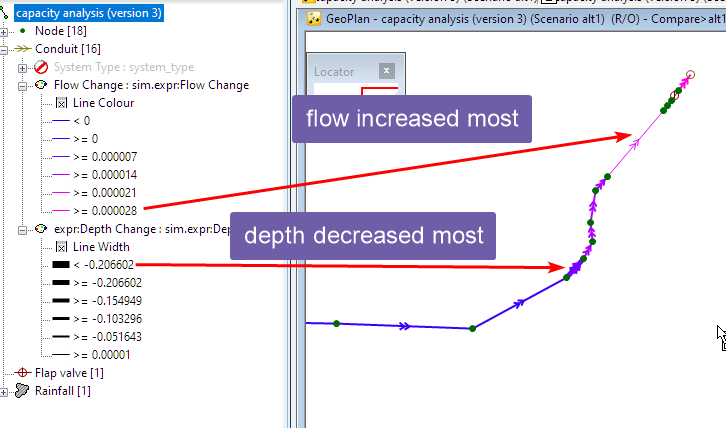 capacity analysis (version 3)
Node [18]
Conduit [16]
System Type : system_type
Flow Change : sim.expr:Flow Change
Line Colour
< 0
>= 0
>= 0.000007
>= 0.000014
>= 0.000021
>= 0.000028
expr:Depth Change : sim.expr:Dep
Line Width
< -0.206602
>= -0.206602
>= -0.154949
>= -0.103296
>= -0.051643
>= 0.00001
Flap valve [1]
Rainfall [1]
GeoPlan - capacity analysis (version 3) (Scenario alt1) (R/O) - Compare>alt1
Locator
x
flow increased most
depth decreased most